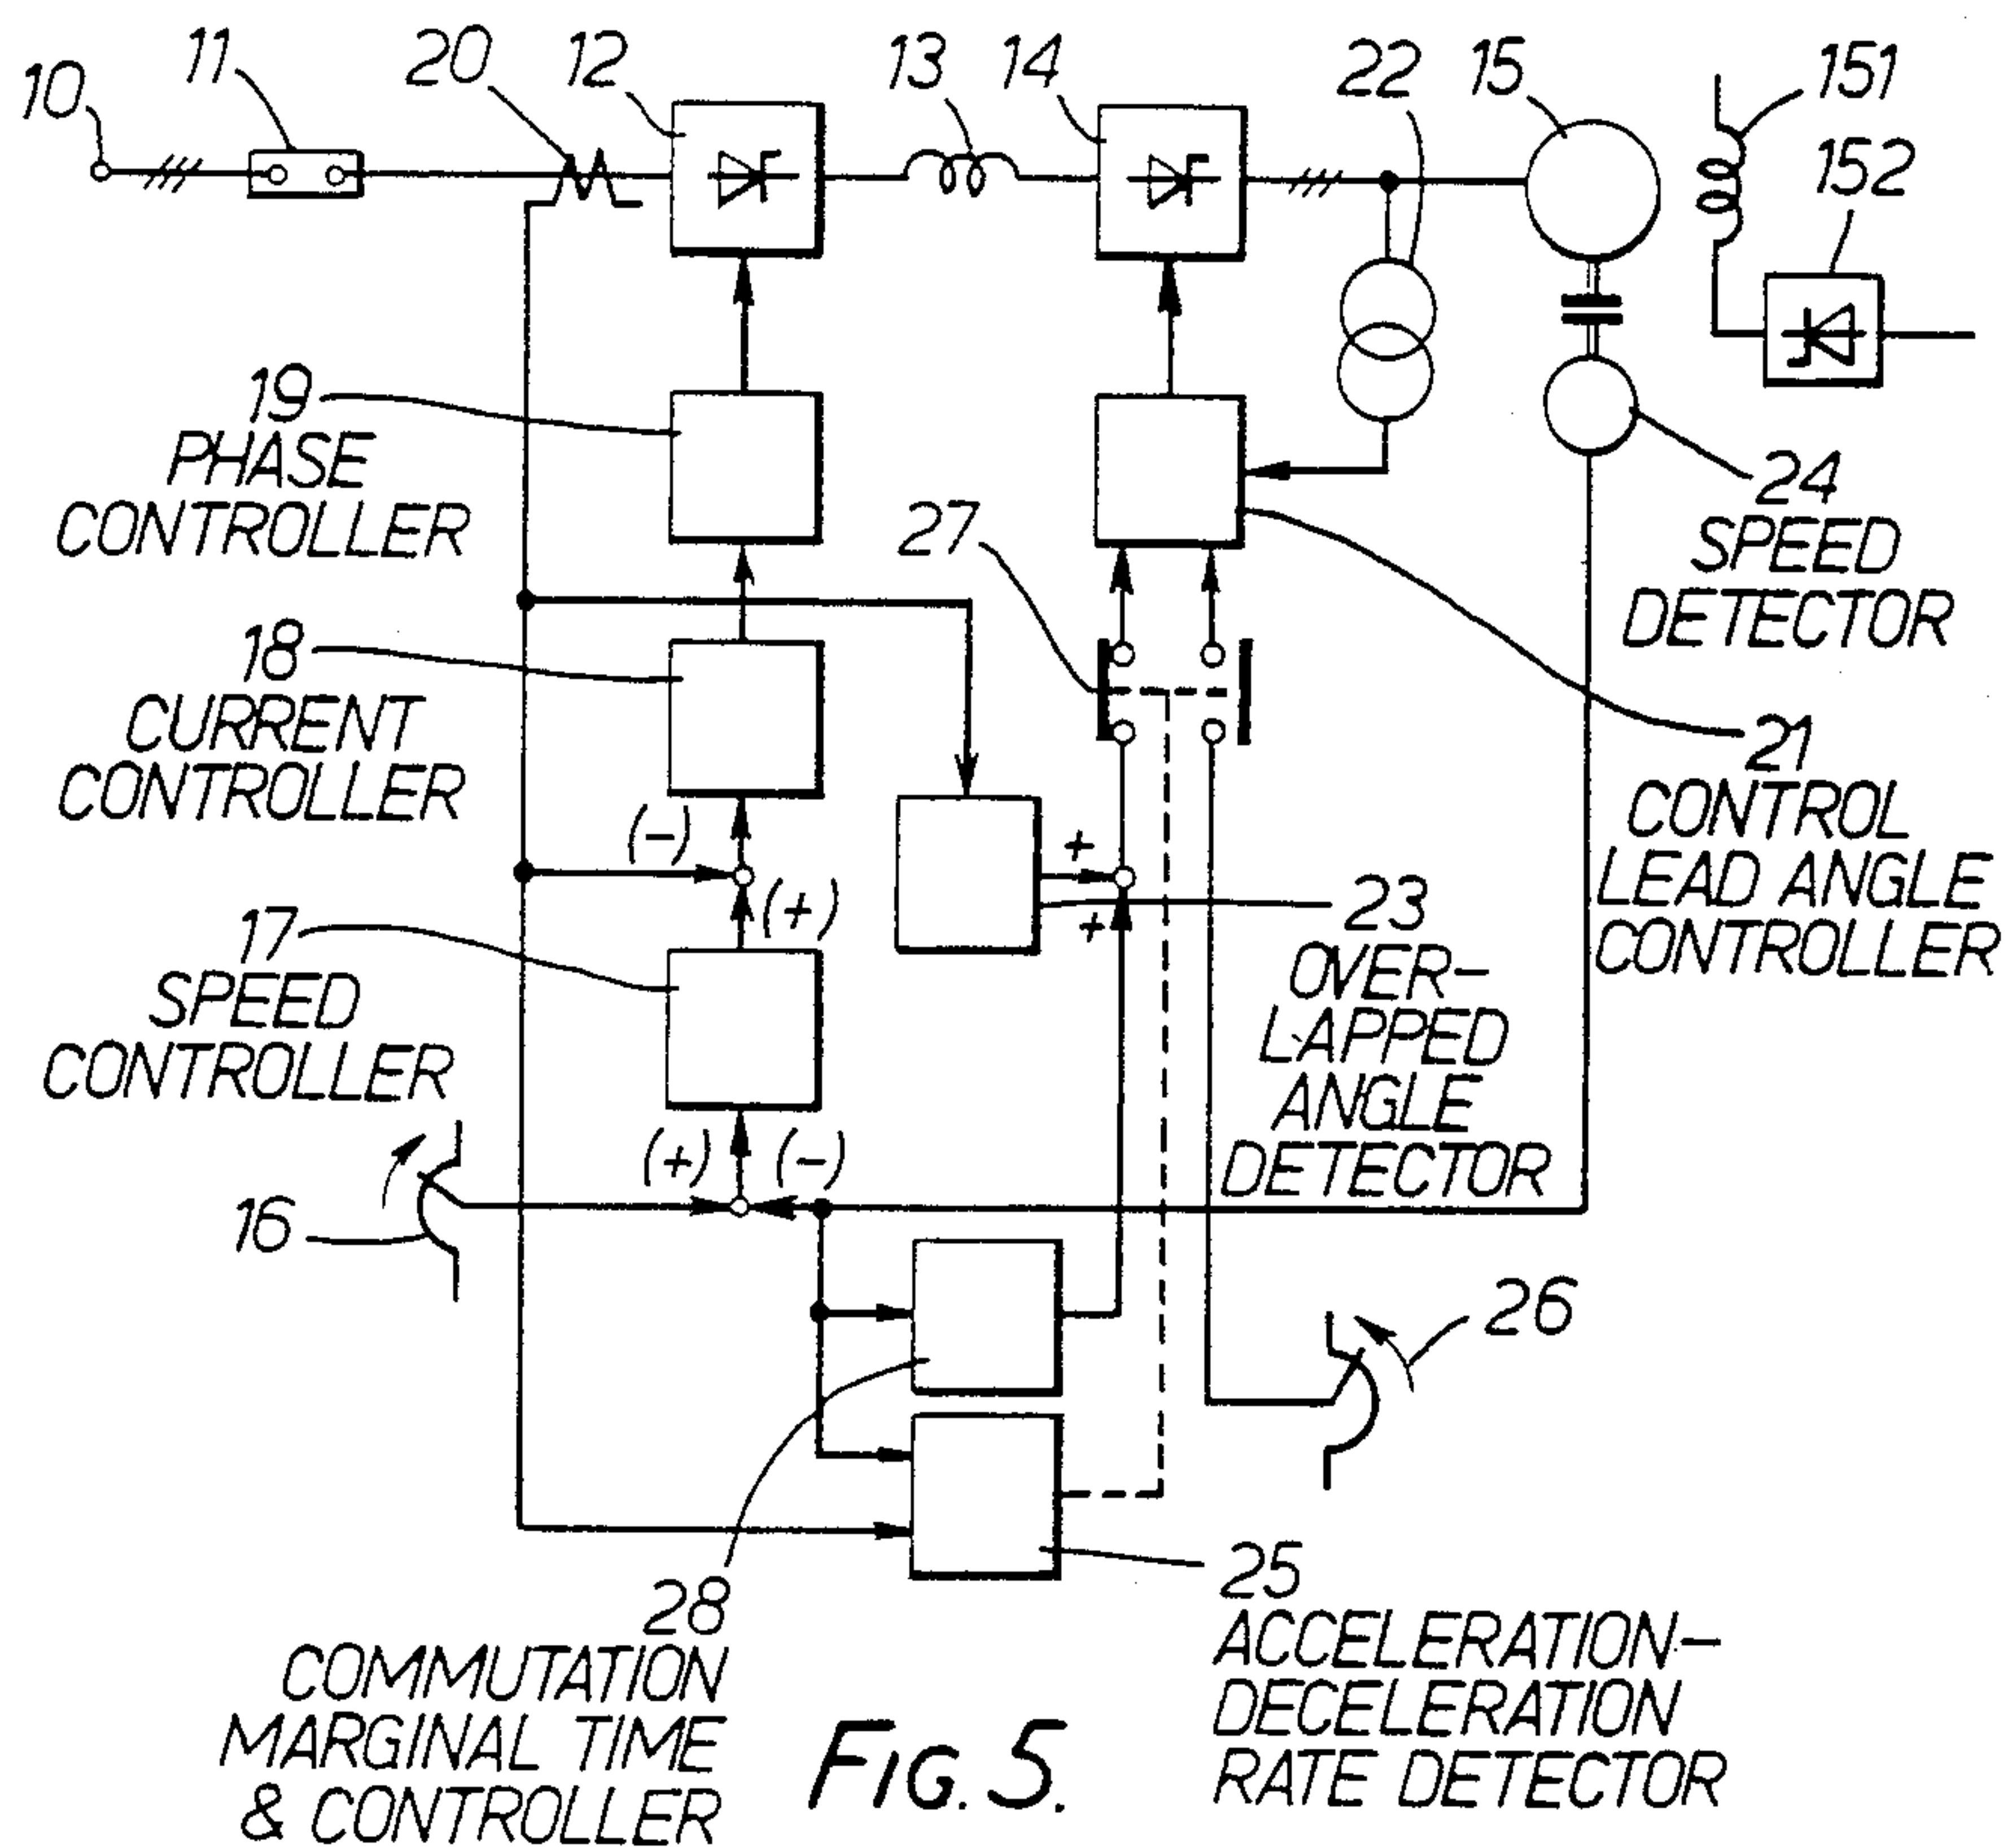 10
11
20
12
13
14
22
15
151
152
19
PHASE
CONTROLLER
24
SPEED
DETECTOR
27
18
CURRENT
CONTROLLER
21
CONTROL
LEAD ANGLE
CONTROLLER
(-)
(+)
+
+
23
OVER-
LAPPED
ANGLE
DETECTOR
17
SPEED
CONTROLLER
(+)
(-)
16
26
28
COMMUTATION
MARGINAL TIME
& CONTROLLER
25
ACCELERATION-
DECELERATION
RATE DETECTOR
FIG. 5.